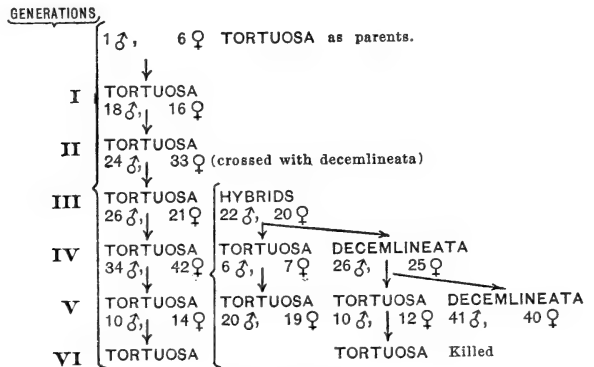 GENERATIONS
1♂, 6♀ TORTUOSA as parents.
I TORTUOSA
18♂, 16♀
II TORTUOSA
24♂, 33♀ (crossed with decemlineata)
III TORTUOSA HYBRIDS
26♂, 21♀ 22♂, 20♀
IV TORTUOSA TORTUOSA DECEMLINEATA
34♂, 42♀ 6♂, 7♀ 26♂, 25♀
V TORTUOSA TORTUOSA TORTUOSA DECEMLINEATA
10♂, 14♀ 20♂, 19♀ 10♂, 12♀ 41♂, 40♀
VI TORTUOSA TORTUOSA Killed